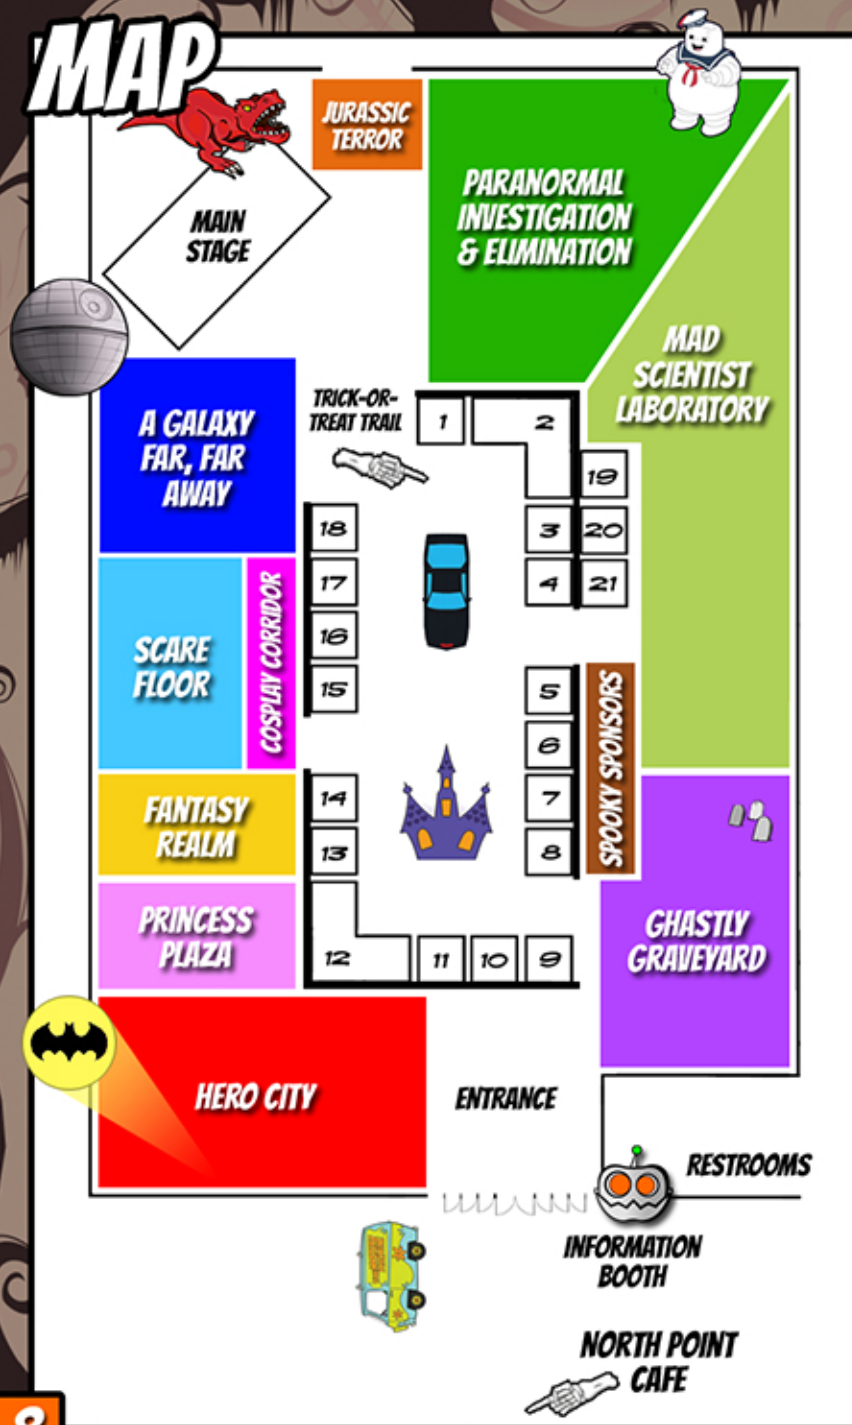 MAP
JURASSIC
TERROR
MAIN
STAGE
PARANORMAL
INVESTIGATION
& ELIMINATION
MAD
SCIENTIST
LABORATORY
A GALAXY
FAR, FAR
AWAY
TRICK-OR-
TREAT TRAIL
1
2
19
18
3
20
17
4
21
16
15
SCARE
FLOOR
COSPLAY CORRIDOR
5
6
7
8
SPOOKY SPONSORS
14
13
FANTASY
REALM
PRINCESS
PLAZA
12
11
10
9
GHASTLY
GRAVEYARD
HERO CITY
ENTRANCE
RESTROOMS
INFORMATION
BOOTH
NORTH POINT
CAFE